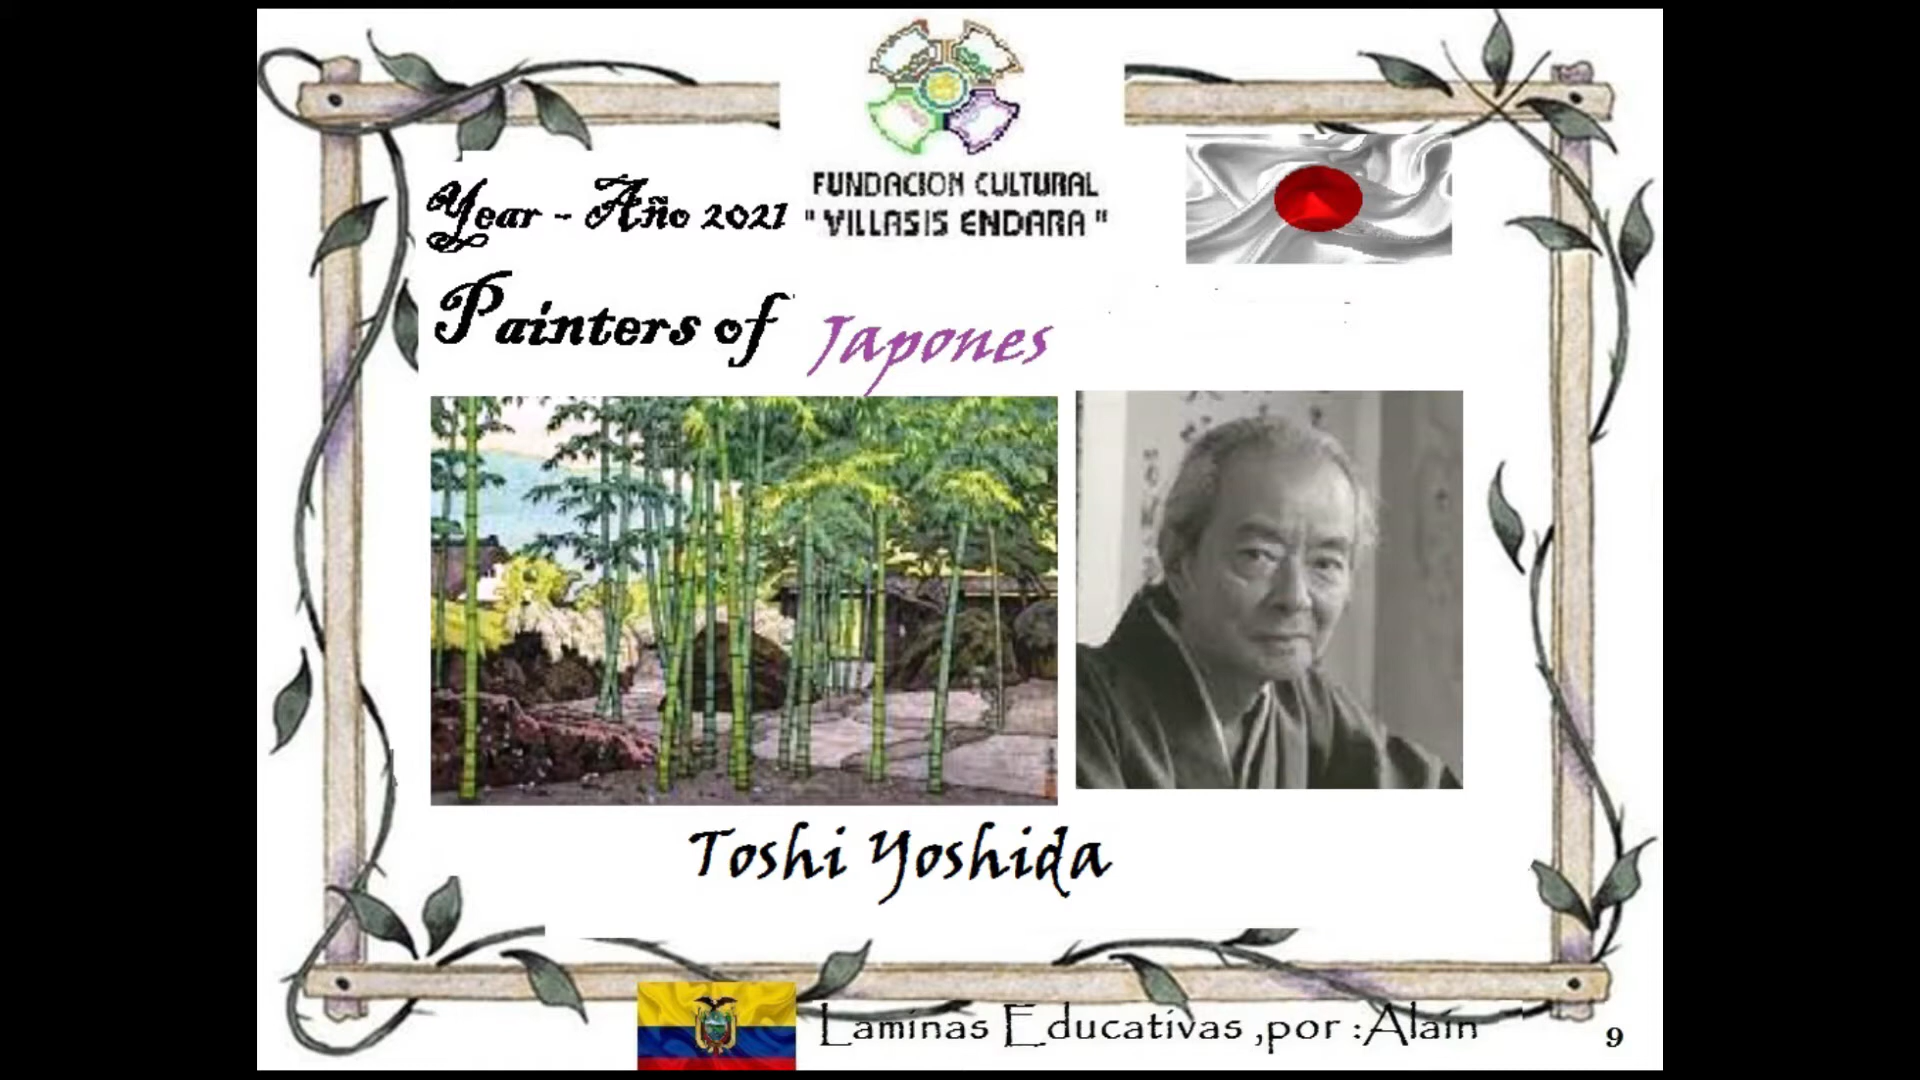 FUNDACION CULTURAL
" VILLASIS ENDARA "
Year - Año 2021
Painters of Japones
Toshi Yoshida
Laminas Educativas ,por :Alain
9